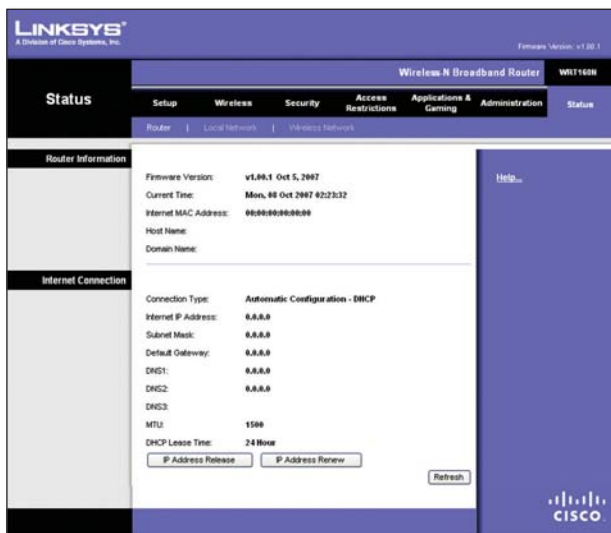 LINKSYS®
A Division of Cisco Systems, Inc.
Firmware Version: v1.00.1
Wireless-N Broadband Router WRT160N
Status
Setup Wireless Security Access Restrictions Applications & Gaming Administration Status
Router | Local Network | Wireless Network
Router Information
Firmware Version: v1.00.1 Oct 5, 2007
Help...
Current Time: Mon, 08 Oct 2007 02:23:32
Internet MAC Address: 00:00:00:00:00:00
Host Name:
Domain Name:
Internet Connection
Connection Type: Automatic Configuration - DHCP
Internet IP Address: 0.0.0.0
Subnet Mask: 0.0.0.0
Default Gateway: 0.0.0.0
DNS1: 0.0.0.0
DNS2: 0.0.0.0
DNS3:
MTU: 1500
DHCP Lease Time: 24 Hour
IP Address Release IP Address Renew
Refresh
CISCO.